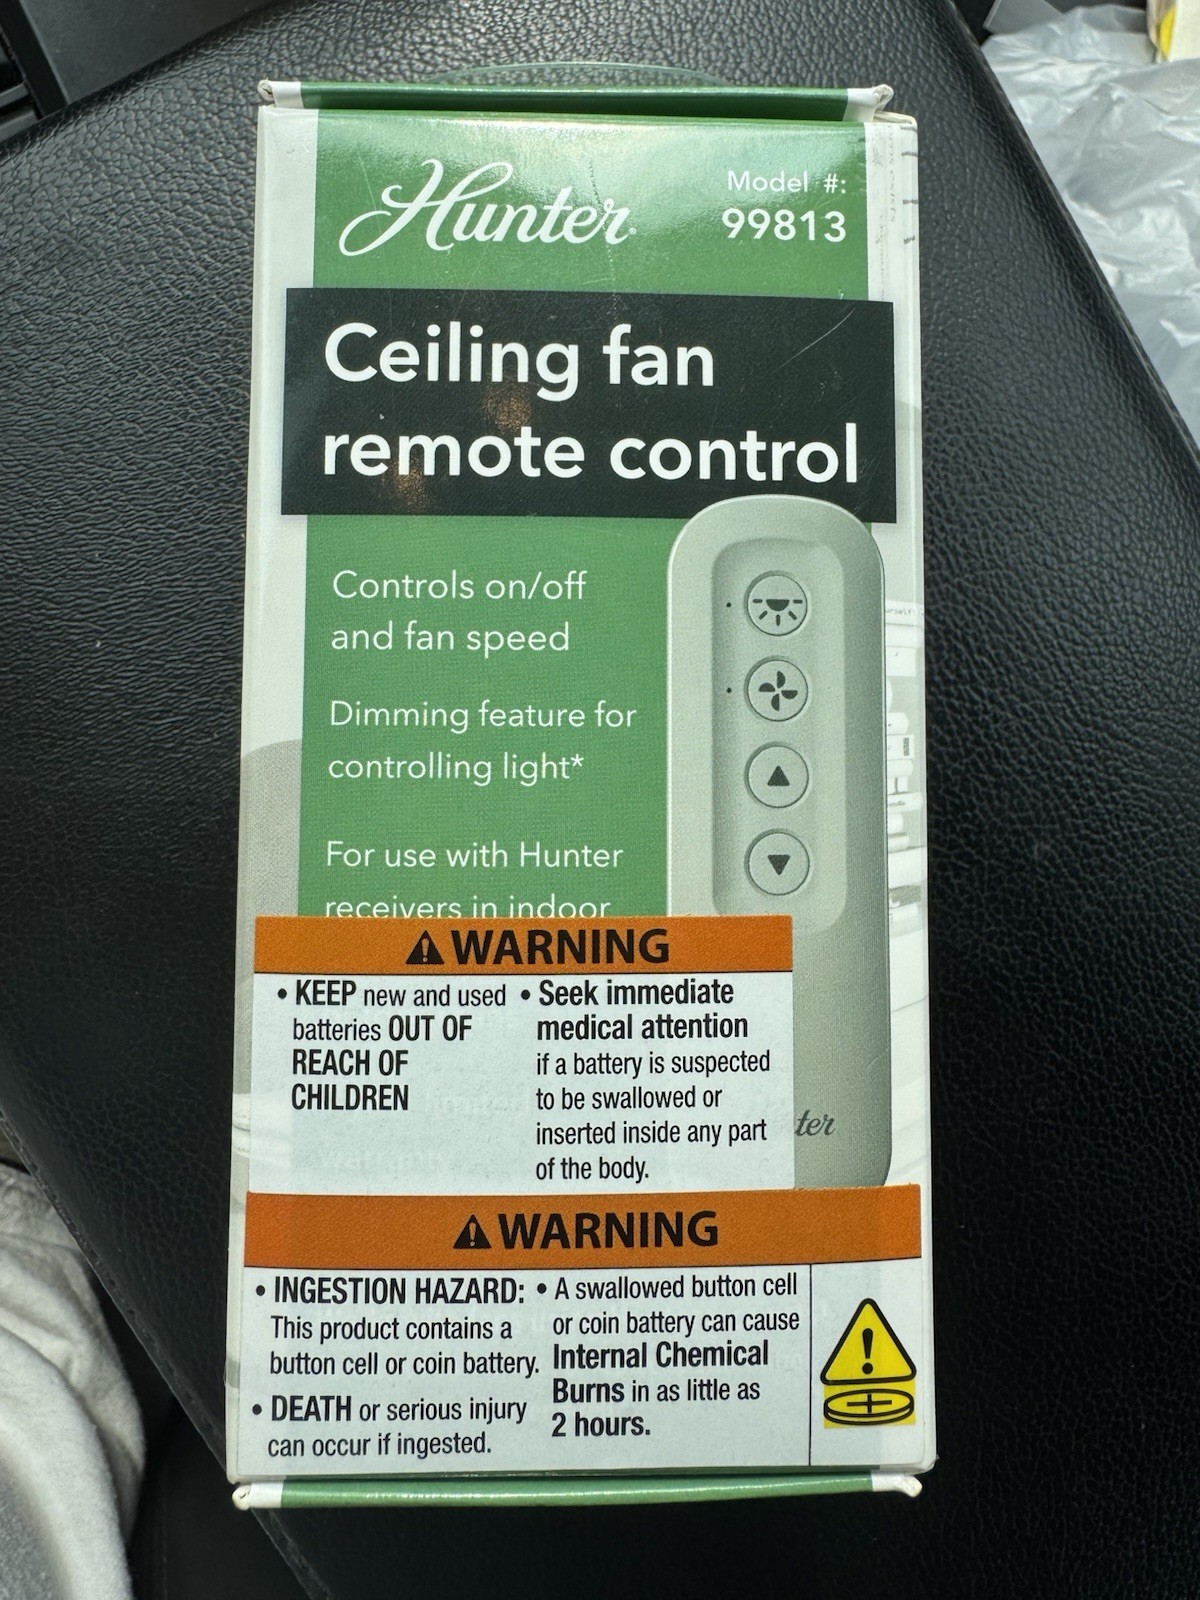 Hunter
Model #:
99813
Ceiling fan
remote control
Controls on/off
and fan speed
Dimming feature for
controlling light*
For use with Hunter
receivers in indoor
⚠WARNING
• KEEP new and used
batteries OUT OF
REACH OF
CHILDREN
• Seek immediate
medical attention
if a battery is suspected
to be swallowed or
inserted inside any part
of the body.
ter
⚠WARNING
• INGESTION HAZARD:
This product contains a
button cell or coin battery.
• DEATH or serious injury
can occur if ingested.
• A swallowed button cell
or coin battery can cause
Internal Chemical
Burns in as little as
2 hours.